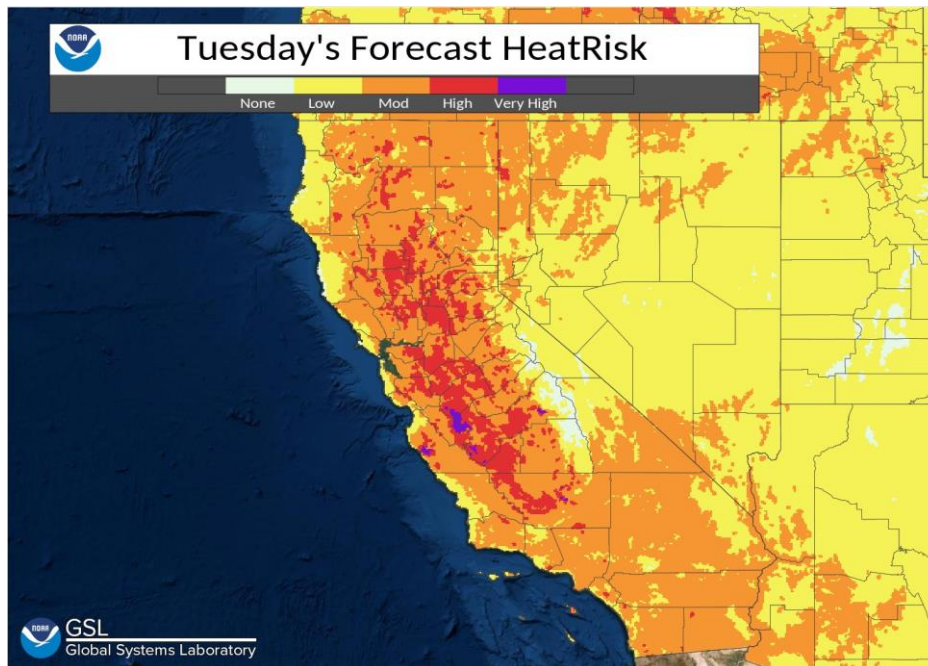 NOAA
Tuesday's Forecast HeatRisk
None Low Mod High Very High
NOAA
GSL
Global Systems Laboratory